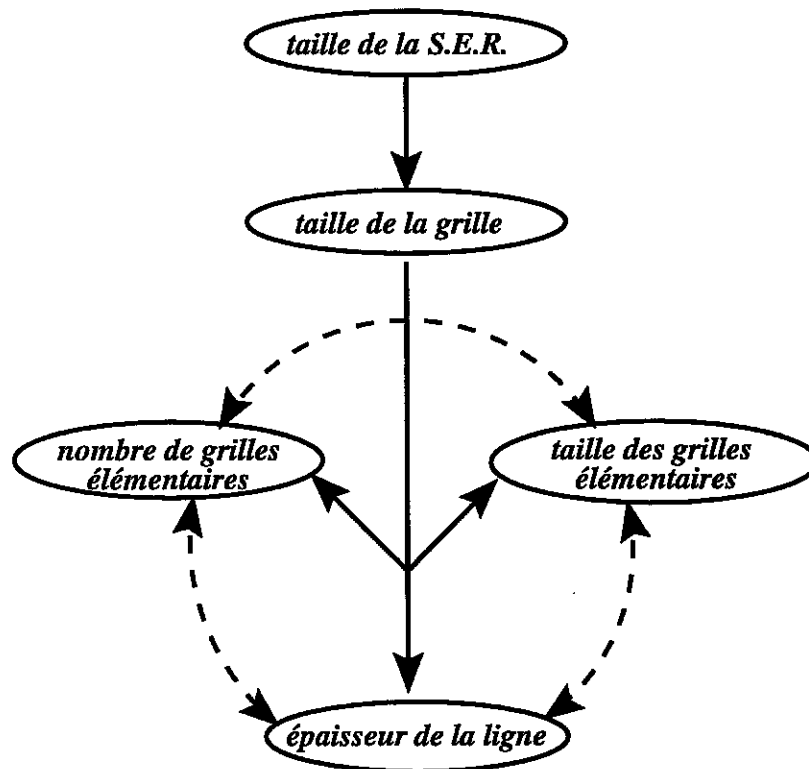 taille de la S.E.R.
taille de la grille
nombre de grilles
élémentaires
taille des grilles
élémentaires
épaisseur de la ligne